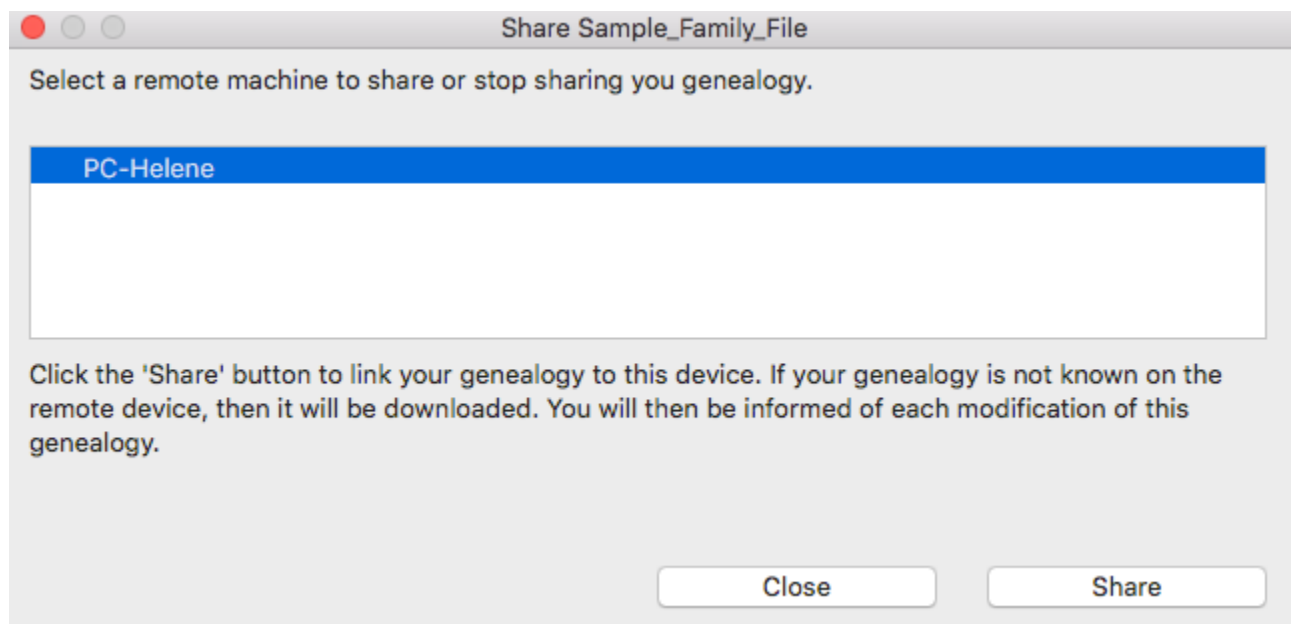 Share Sample_Family_File
Select a remote machine to share or stop sharing you genealogy.
PC-Helene
Click the 'Share' button to link your genealogy to this device. If your genealogy is not known on the
remote device, then it will be downloaded. You will then be informed of each modification of this
genealogy.
Close
Share